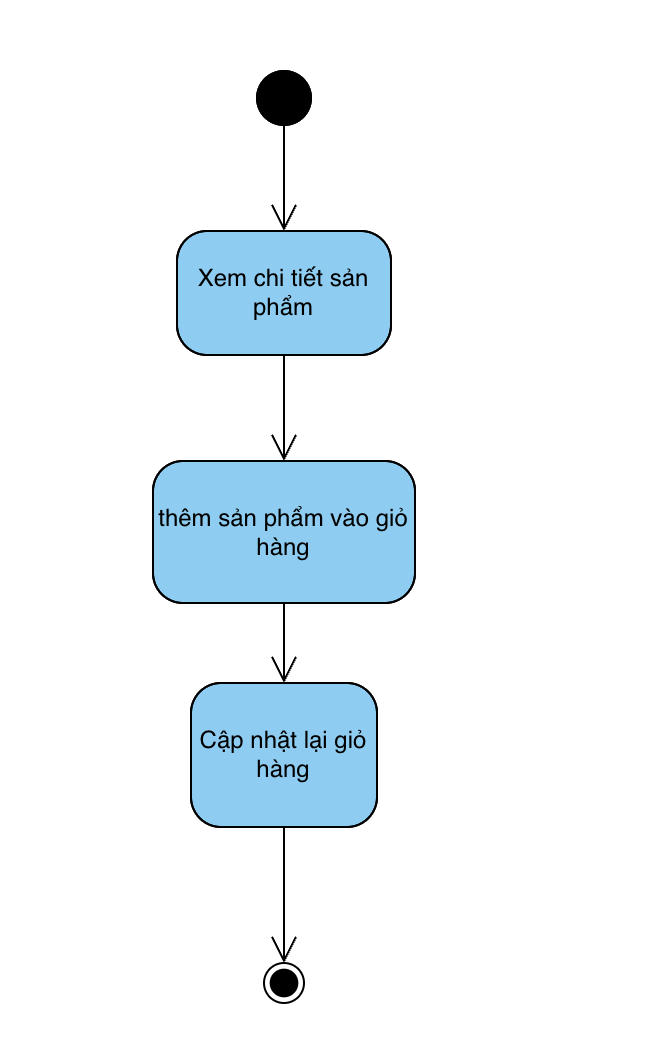 Xem chi tiết sản
phẩm
thêm sản phẩm vào giỏ
hàng
Cập nhật lại giỏ
hàng